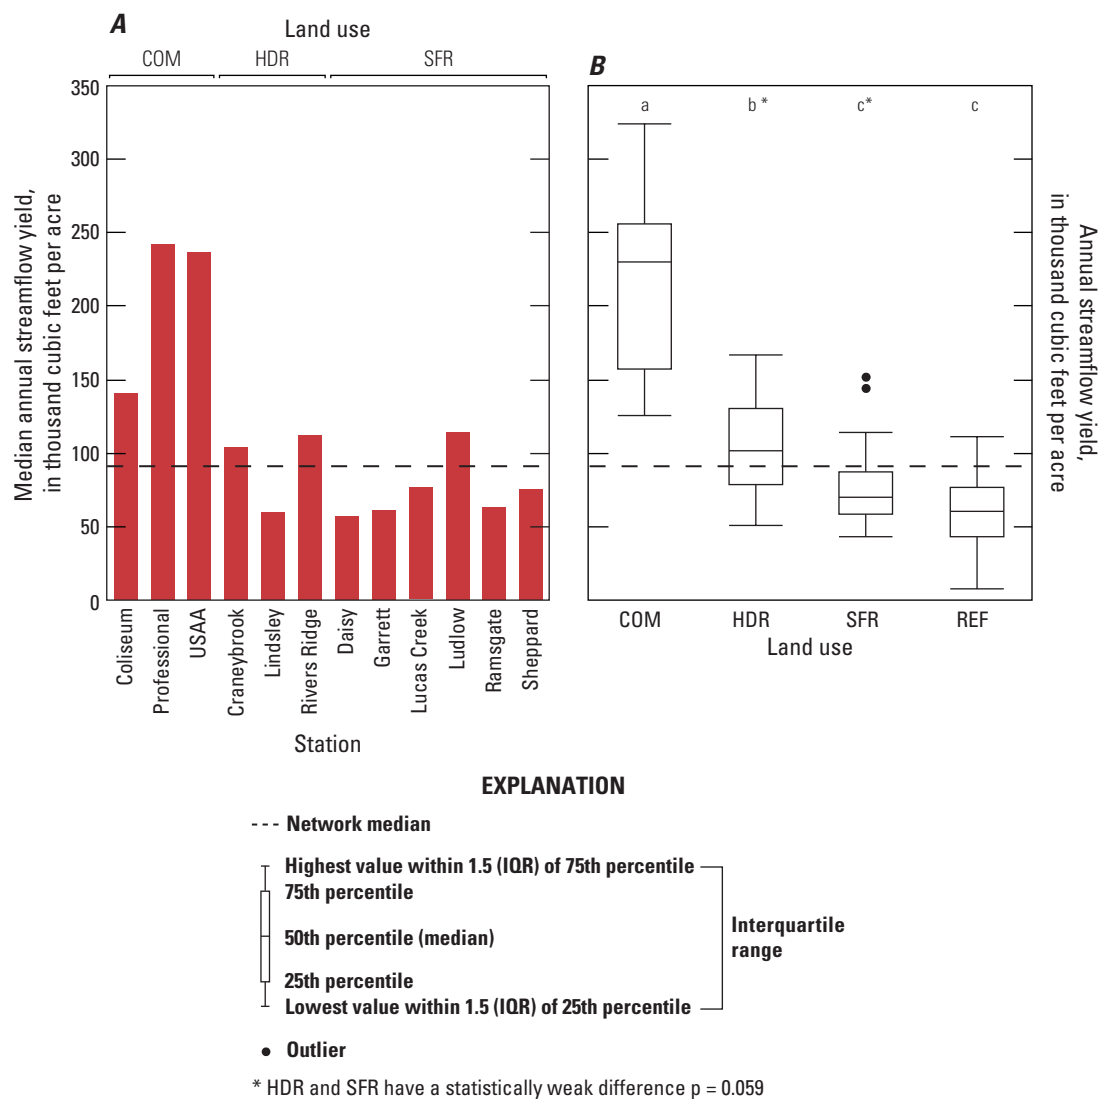 A
Land use
COM HDR SFR
Median annual streamflow yield,
in thousand cubic feet per acre
350
300
250
200
150
100
50
0
Coliseum
Professional
USAA
Craneybrook
Lindsley
Rivers Ridge
Daisy
Garrett
Lucas Creek
Ludlow
Ramsgate
Sheppard
Station
B
a b * c* c
COM HDR SFR REF
Land use
Annual streamflow yield,
in thousand cubic feet per acre
EXPLANATION
Network median
Highest value within 1.5 (IQR) of 75th percentile
75th percentile
50th percentile (median)
25th percentile
Lowest value within 1.5 (IQR) of 25th percentile
Interquartile
range
Outlier
* HDR and SFR have a statistically weak difference p = 0.059